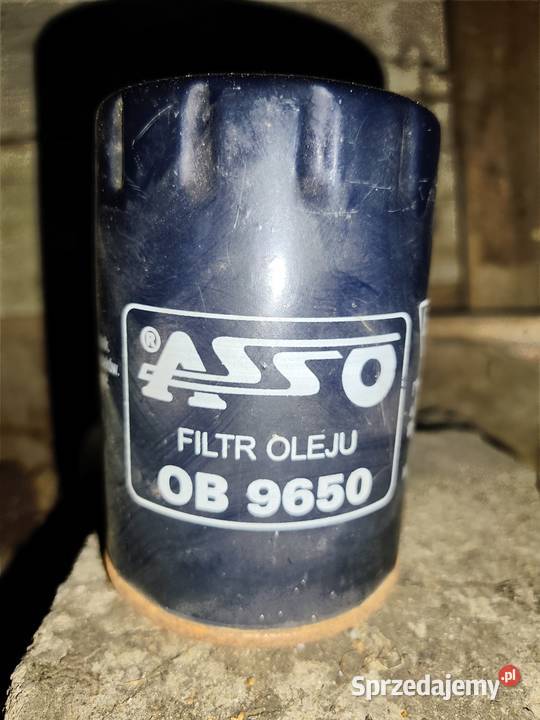 ® ASSO
FILTR OLEJU
OB 9650
Sprzedajemy.pl